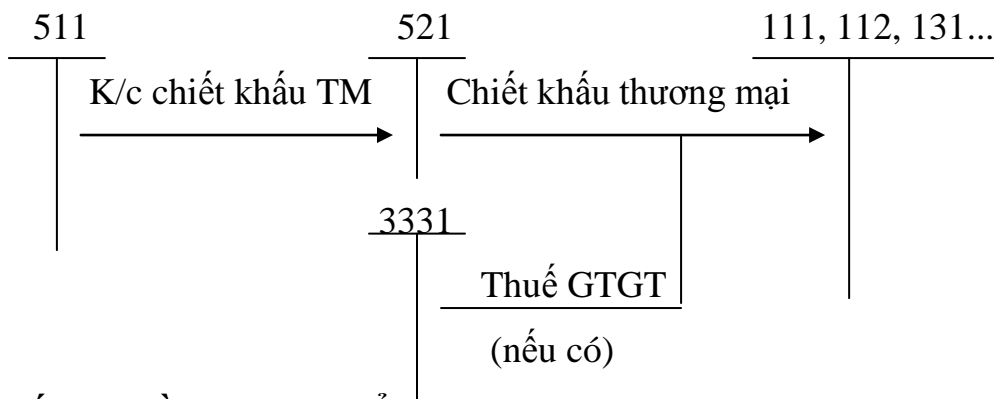 511 521 111, 112, 131...
K/c chiết khấu TM Chiết khấu thương mại
3331
Thuế GTGT
(nếu có)